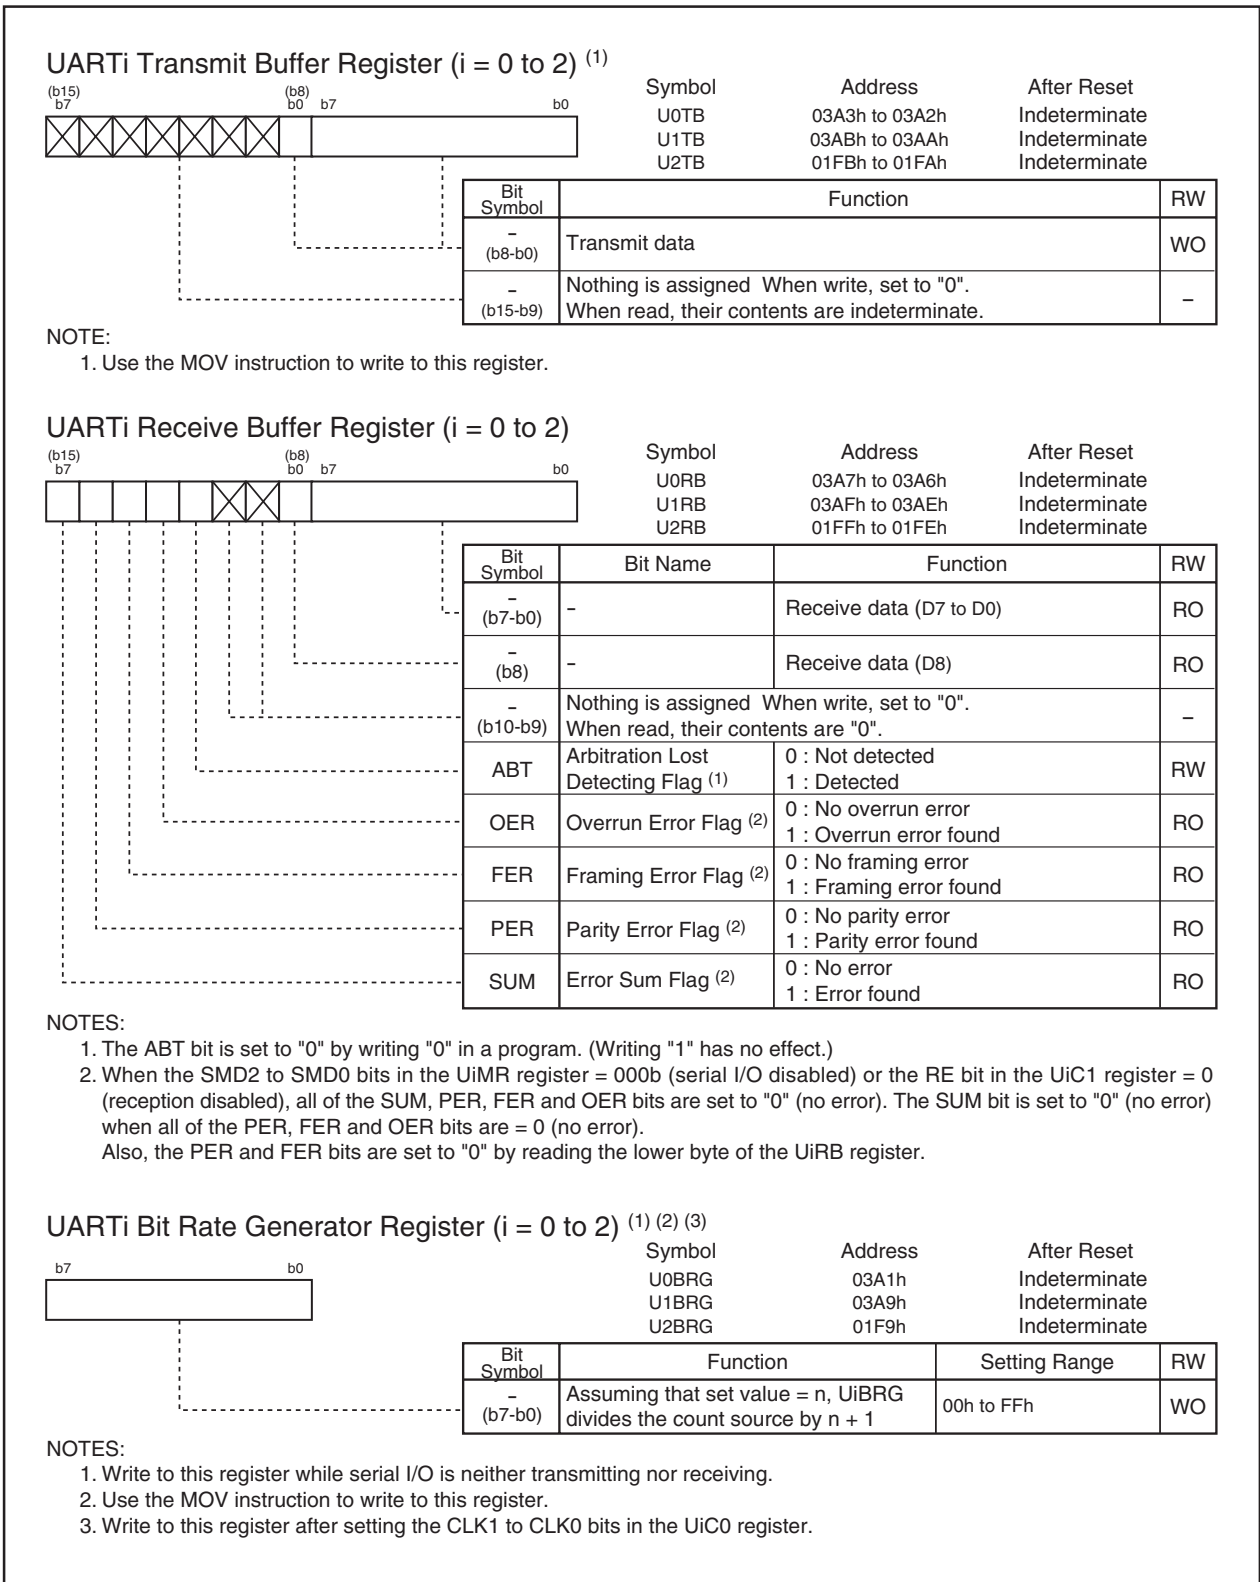 UARTi Transmit Buffer Register (i = 0 to 2) (1)
(b15) (b8)
b7 b0 b7 b0
Symbol Address After Reset
U0TB 03A3h to 03A2h Indeterminate
U1TB 03ABh to 03AAh Indeterminate
U2TB 01FBh to 01FAh Indeterminate
Bit Symbol Function RW
– (b8-b0) Transmit data WO
– (b15-b9) Nothing is assigned When write, set to "0".
When read, their contents are indeterminate. –
NOTE:
1. Use the MOV instruction to write to this register.
UARTi Receive Buffer Register (i = 0 to 2)
(b15) (b8)
b7 b0 b7 b0
Symbol Address After Reset
U0RB 03A7h to 03A6h Indeterminate
U1RB 03AFh to 03AEh Indeterminate
U2RB 01FFh to 01FEh Indeterminate
Bit Symbol Bit Name Function RW
– (b7-b0) – Receive data (D7 to D0) RO
– (b8) – Receive data (D8) RO
– (b10-b9) Nothing is assigned When write, set to "0".
When read, their contents are "0". –
ABT Arbitration Lost Detecting Flag (1) 0 : Not detected
1 : Detected RW
OER Overrun Error Flag (2) 0 : No overrun error
1 : Overrun error found RO
FER Framing Error Flag (2) 0 : No framing error
1 : Framing error found RO
PER Parity Error Flag (2) 0 : No parity error
1 : Parity error found RO
SUM Error Sum Flag (2) 0 : No error
1 : Error found RO
NOTES:
1. The ABT bit is set to "0" by writing "0" in a program. (Writing "1" has no effect.)
2. When the SMD2 to SMD0 bits in the UiMR register = 000b (serial I/O disabled) or the RE bit in the UiC1 register = 0
(reception disabled), all of the SUM, PER, FER and OER bits are set to "0" (no error). The SUM bit is set to "0" (no error)
when all of the PER, FER and OER bits are = 0 (no error).
Also, the PER and FER bits are set to "0" by reading the lower byte of the UiRB register.
UARTi Bit Rate Generator Register (i = 0 to 2) (1) (2) (3)
b7 b0
Symbol Address After Reset
U0BRG 03A1h Indeterminate
U1BRG 03A9h Indeterminate
U2BRG 01F9h Indeterminate
Bit Symbol Function Setting Range RW
– (b7-b0) Assuming that set value = n, UiBRG
divides the count source by n + 1 00h to FFh WO
NOTES:
1. Write to this register while serial I/O is neither transmitting nor receiving.
2. Use the MOV instruction to write to this register.
3. Write to this register after setting the CLK1 to CLK0 bits in the UiC0 register.